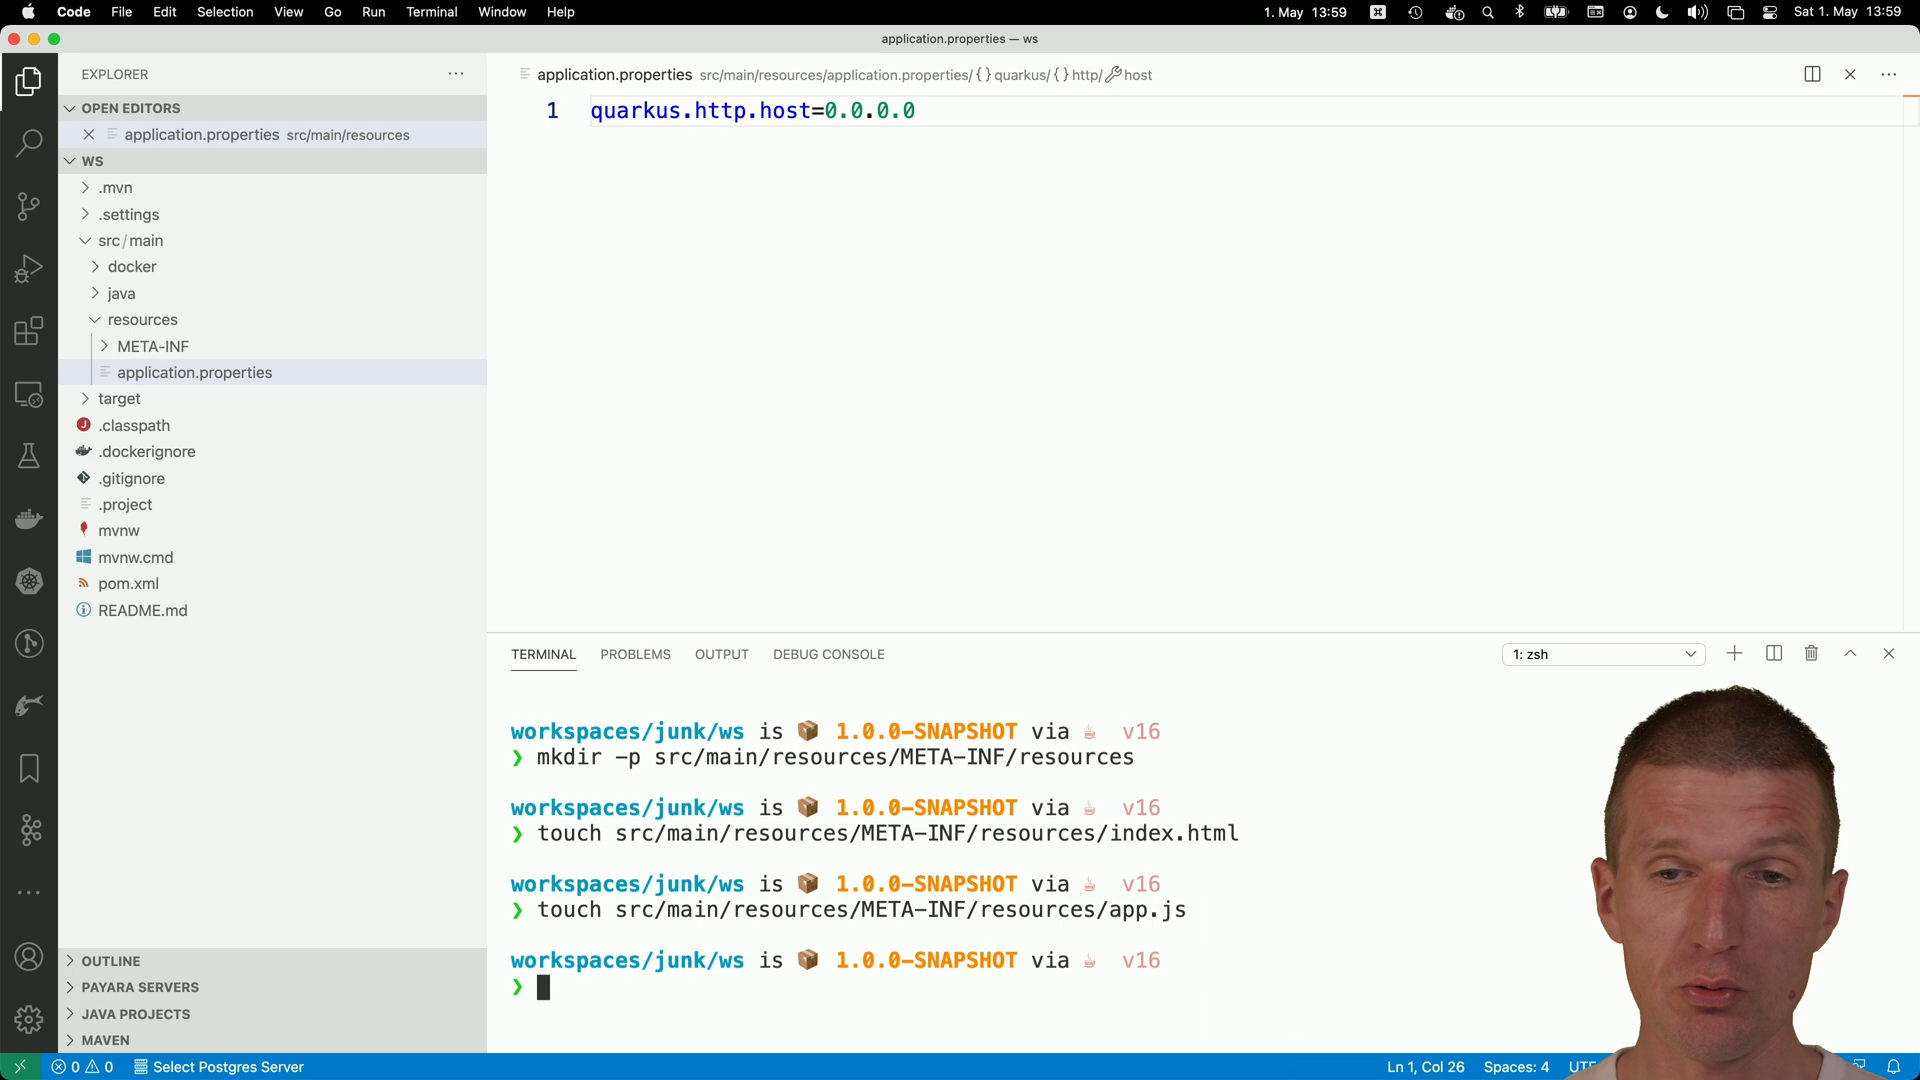 Code File Edit Selection View Go Run Terminal Window Help 1. May 13:59 Sat 1. May 13:59
application.properties — ws
EXPLORER
application.properties src/main/resources/application.properties/ {} quarkus/ {} http/ host
OPEN EDITORS
1 quarkus.http.host=0.0.0.0
application.properties src/main/resources
WS
.mvn
.settings
src/main
docker
java
resources
META-INF
application.properties
target
.classpath
.dockerignore
.gitignore
.project
mvnw
mvnw.cmd
pom.xml
README.md
TERMINAL PROBLEMS OUTPUT DEBUG CONSOLE 1: zsh
workspaces/junk/ws is 1.0.0-SNAPSHOT via v16
❯ mkdir -p src/main/resources/META-INF/resources
workspaces/junk/ws is 1.0.0-SNAPSHOT via v16
❯ touch src/main/resources/META-INF/resources/index.html
workspaces/junk/ws is 1.0.0-SNAPSHOT via v16
❯ touch src/main/resources/META-INF/resources/app.js
workspaces/junk/ws is 1.0.0-SNAPSHOT via v16
❯
OUTLINE
PAYARA SERVERS
JAVA PROJECTS
MAVEN
0 0 Select Postgres Server Ln 1, Col 26 Spaces: 4